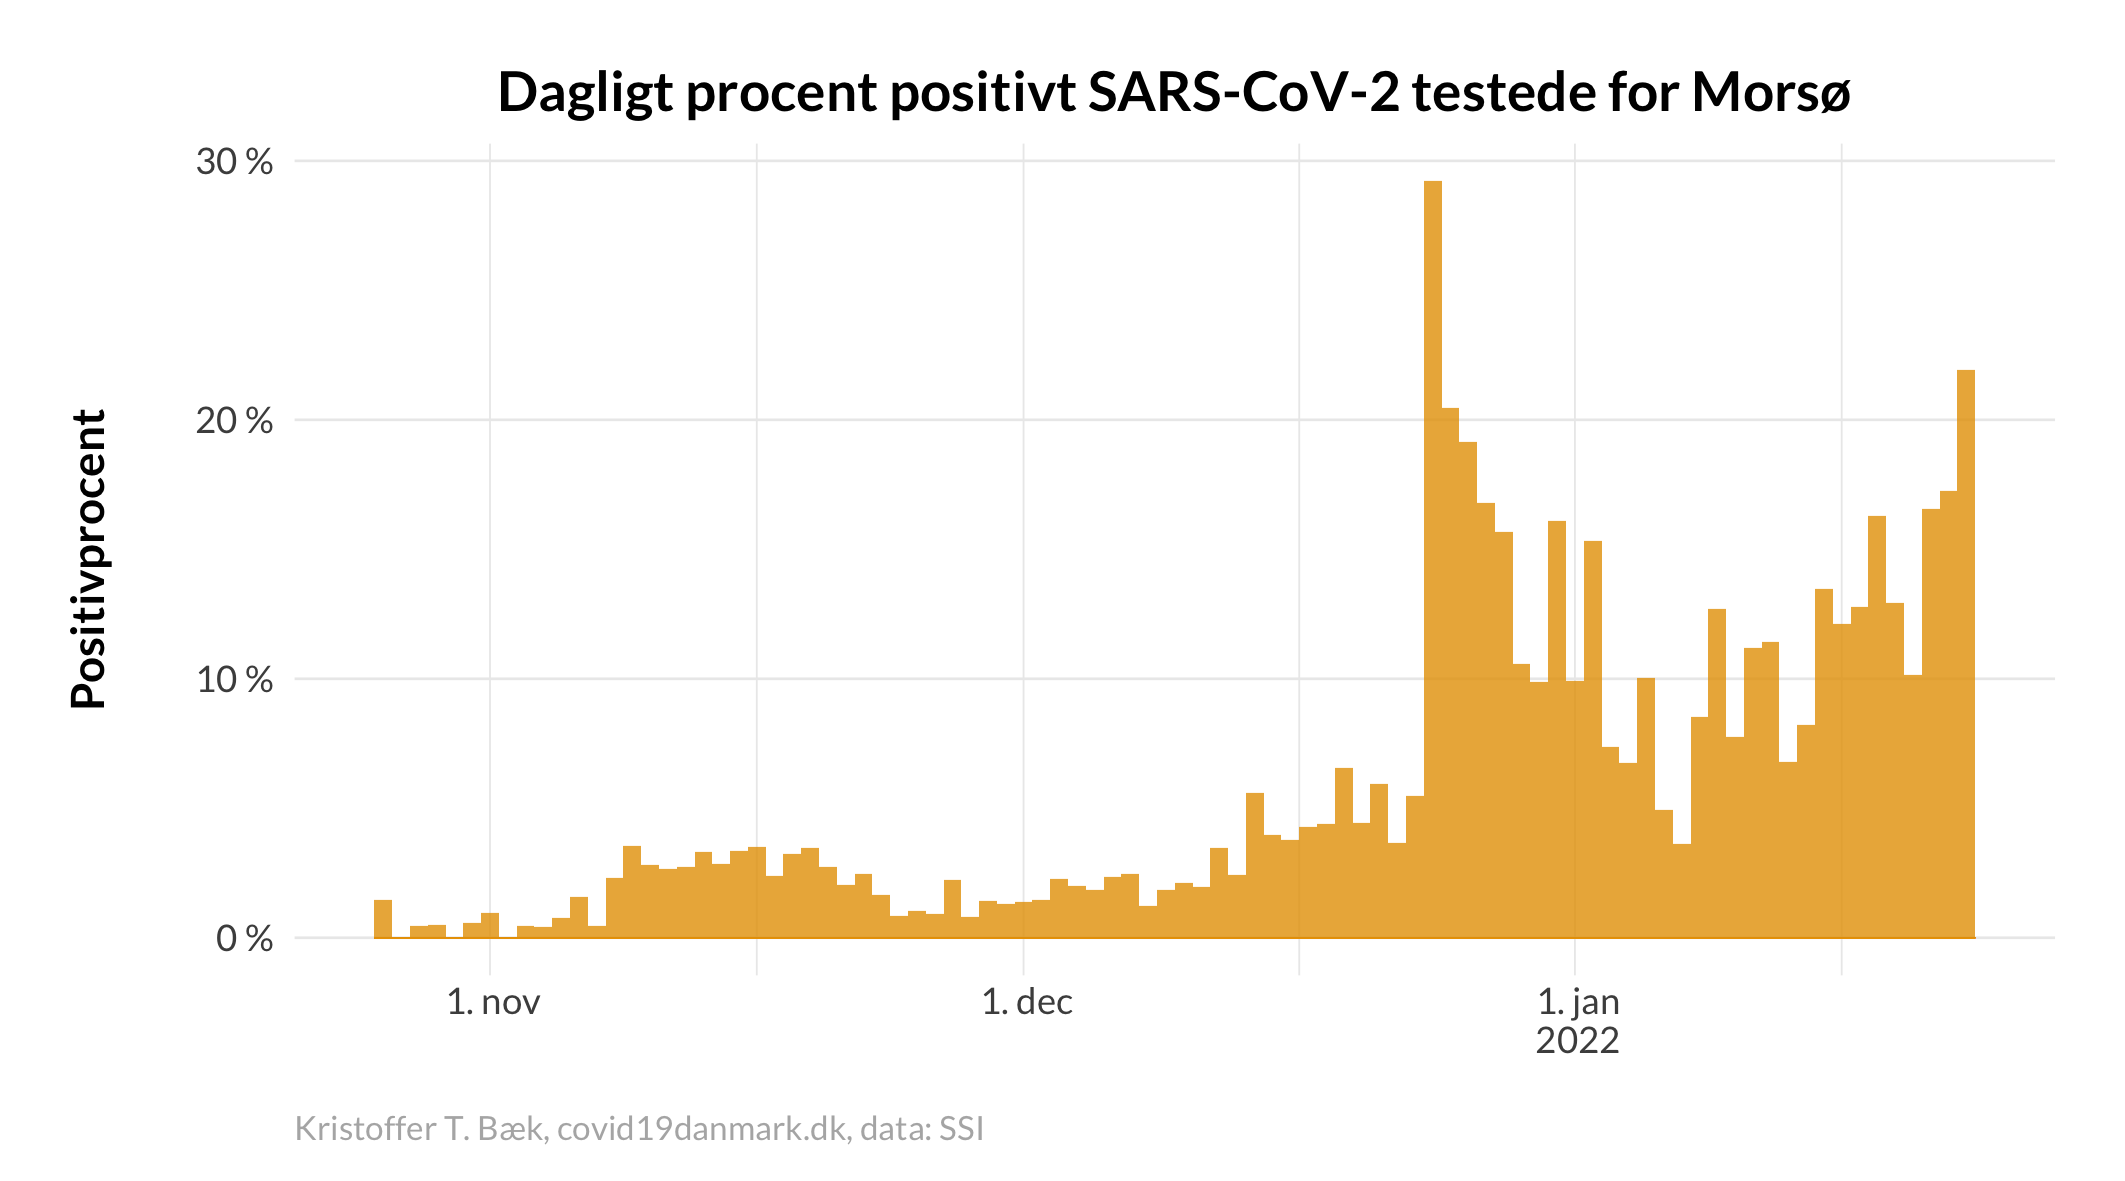 Dagligt procent positivt SARS-CoV-2 testede for Morsø
Positivprocent
30 %
20 %
10 %
0 %
1. nov
1. dec
1. jan
2022
Kristoffer T. Bæk, covid19danmark.dk, data: SSI